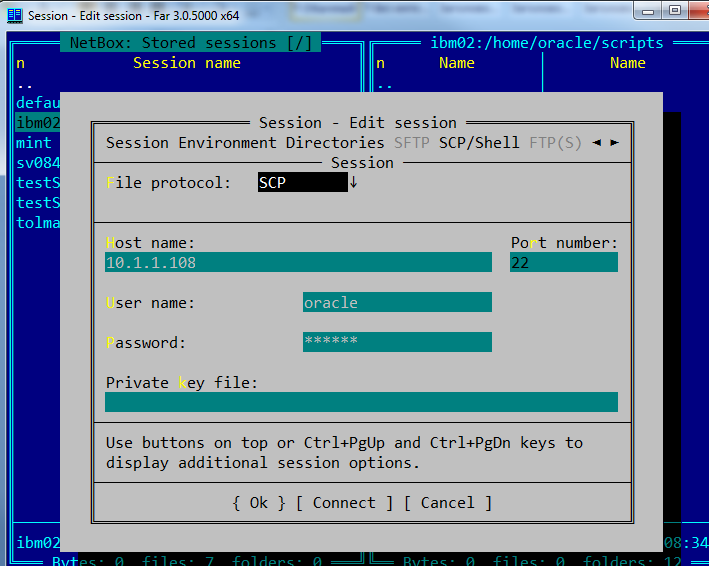 Session - Edit session - Far 3.0.5000 x64
NetBox: Stored sessions [/]
ibm02:/home/oracle/scripts
n Session name
n Name Name
..
..
defau
ibm02
mint
sv084
testS
testS
tolma
Session - Edit session
Session Environment Directories SFTP SCP/Shell FTP(S) ◄ ►
Session
File protocol: SCP ↓
Host name: Port number:
10.1.1.108 22
User name: oracle
Password: ******
Private key file:
Use buttons on top or Ctrl+PgUp and Ctrl+PgDn keys to
display additional session options.
{ Ok } [ Connect ] [ Cancel ]
ibm02 08:34
Bytes: 0, files: 7, folders: 0
Bytes: 0, files: 0, folders: 12